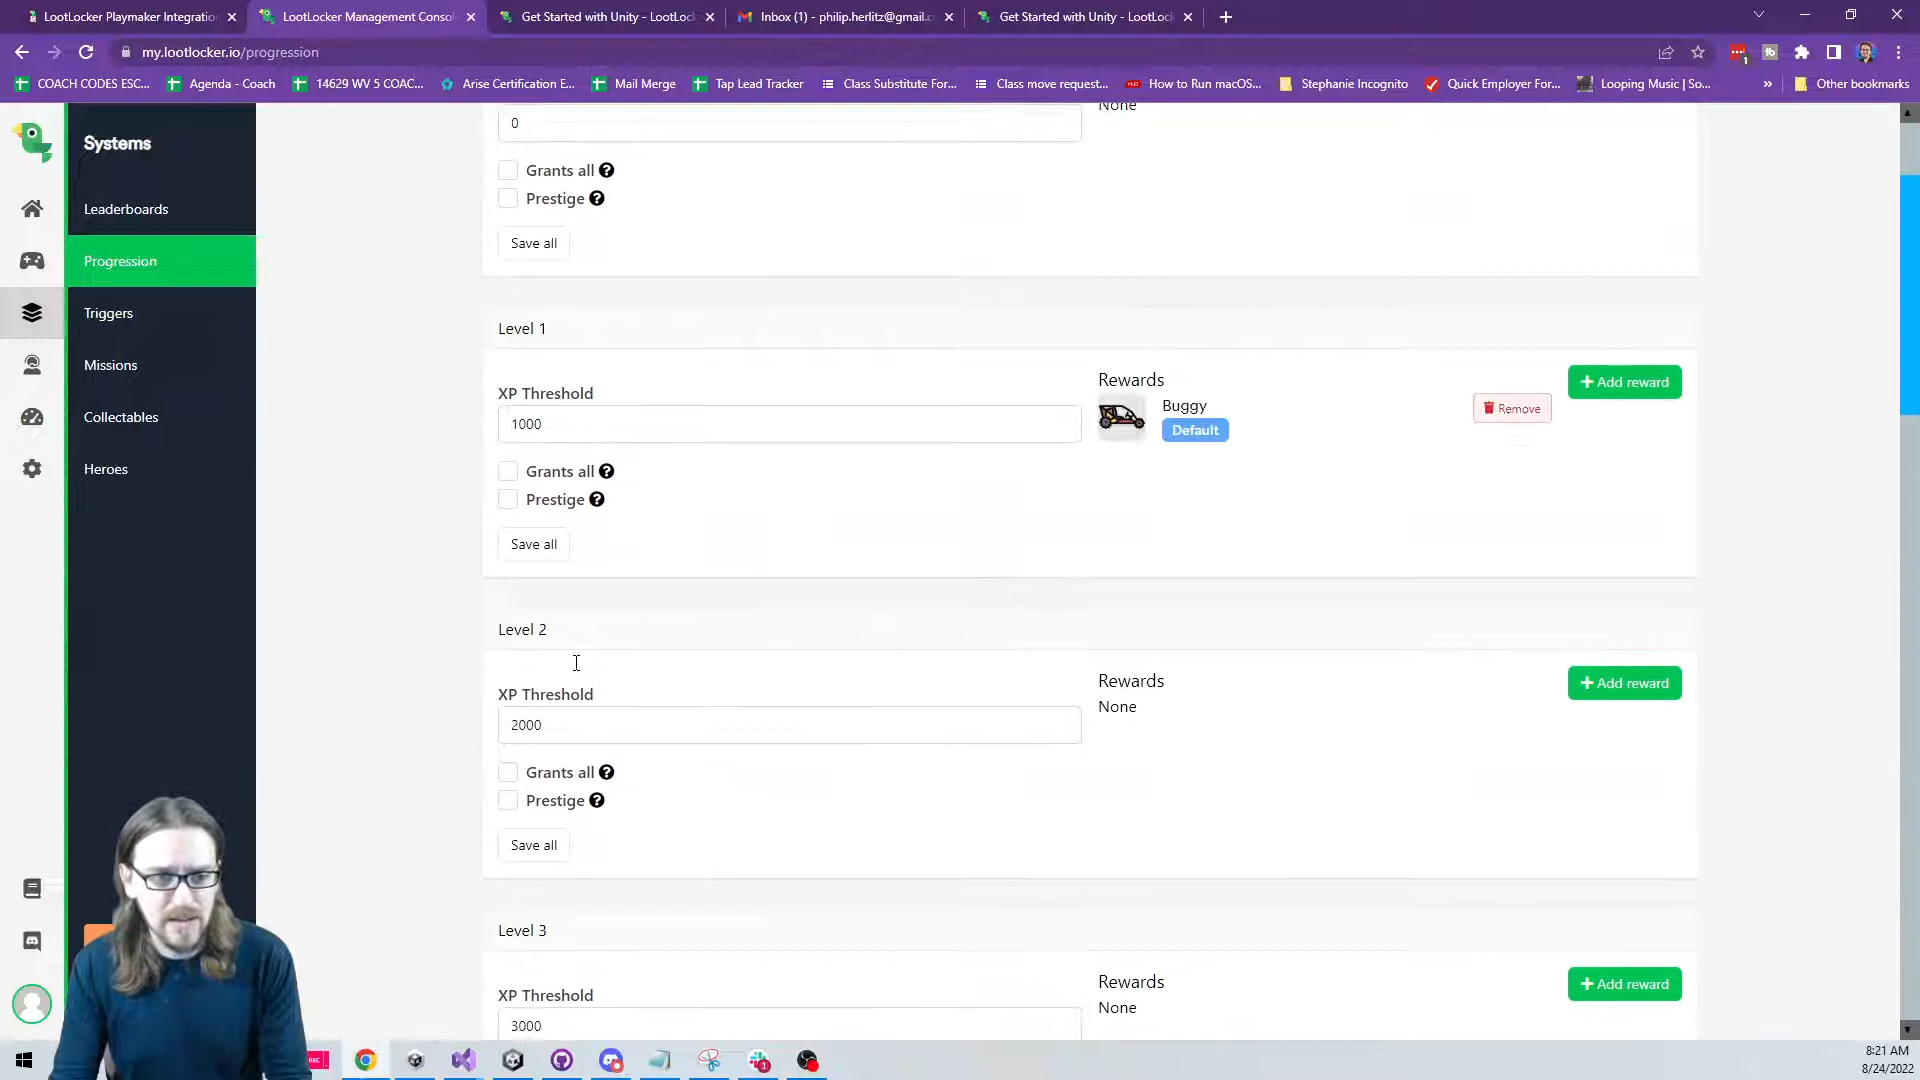 LootLocker Playmaker Integratio
LootLocker Management Consol
Get Started with Unity - LootLoc
Inbox (1) - philip.herlitz@gmail.c
Get Started with Unity - LootLoc
my.lootlocker.io/progression
COACH CODES ESC...
Agenda - Coach
14629 WV 5 COAC...
Arise Certification E...
Mail Merge
Tap Lead Tracker
Class Substitute For...
Class move request...
How to Run macOS...
Stephanie Incognito
Quick Employer For...
Looping Music | So...
»
Other bookmarks
Systems
Leaderboards
Progression
Triggers
Missions
Collectables
Heroes
None
0
Grants all
Prestige
Save all
Level 1
XP Threshold
1000
Grants all
Prestige
Save all
Rewards
Buggy
Default
Remove
+ Add reward
Level 2
XP Threshold
2000
Grants all
Prestige
Save all
Rewards
None
+ Add reward
Level 3
XP Threshold
3000
Rewards
None
+ Add reward
REC
8:21 AM
8/24/2022